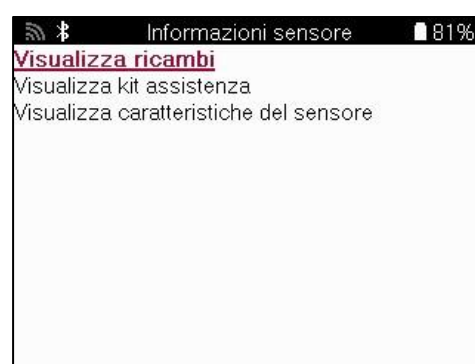 Informazioni sensore 81%
Visualizza ricambi
Visualizza kit assistenza
Visualizza caratteristiche del sensore